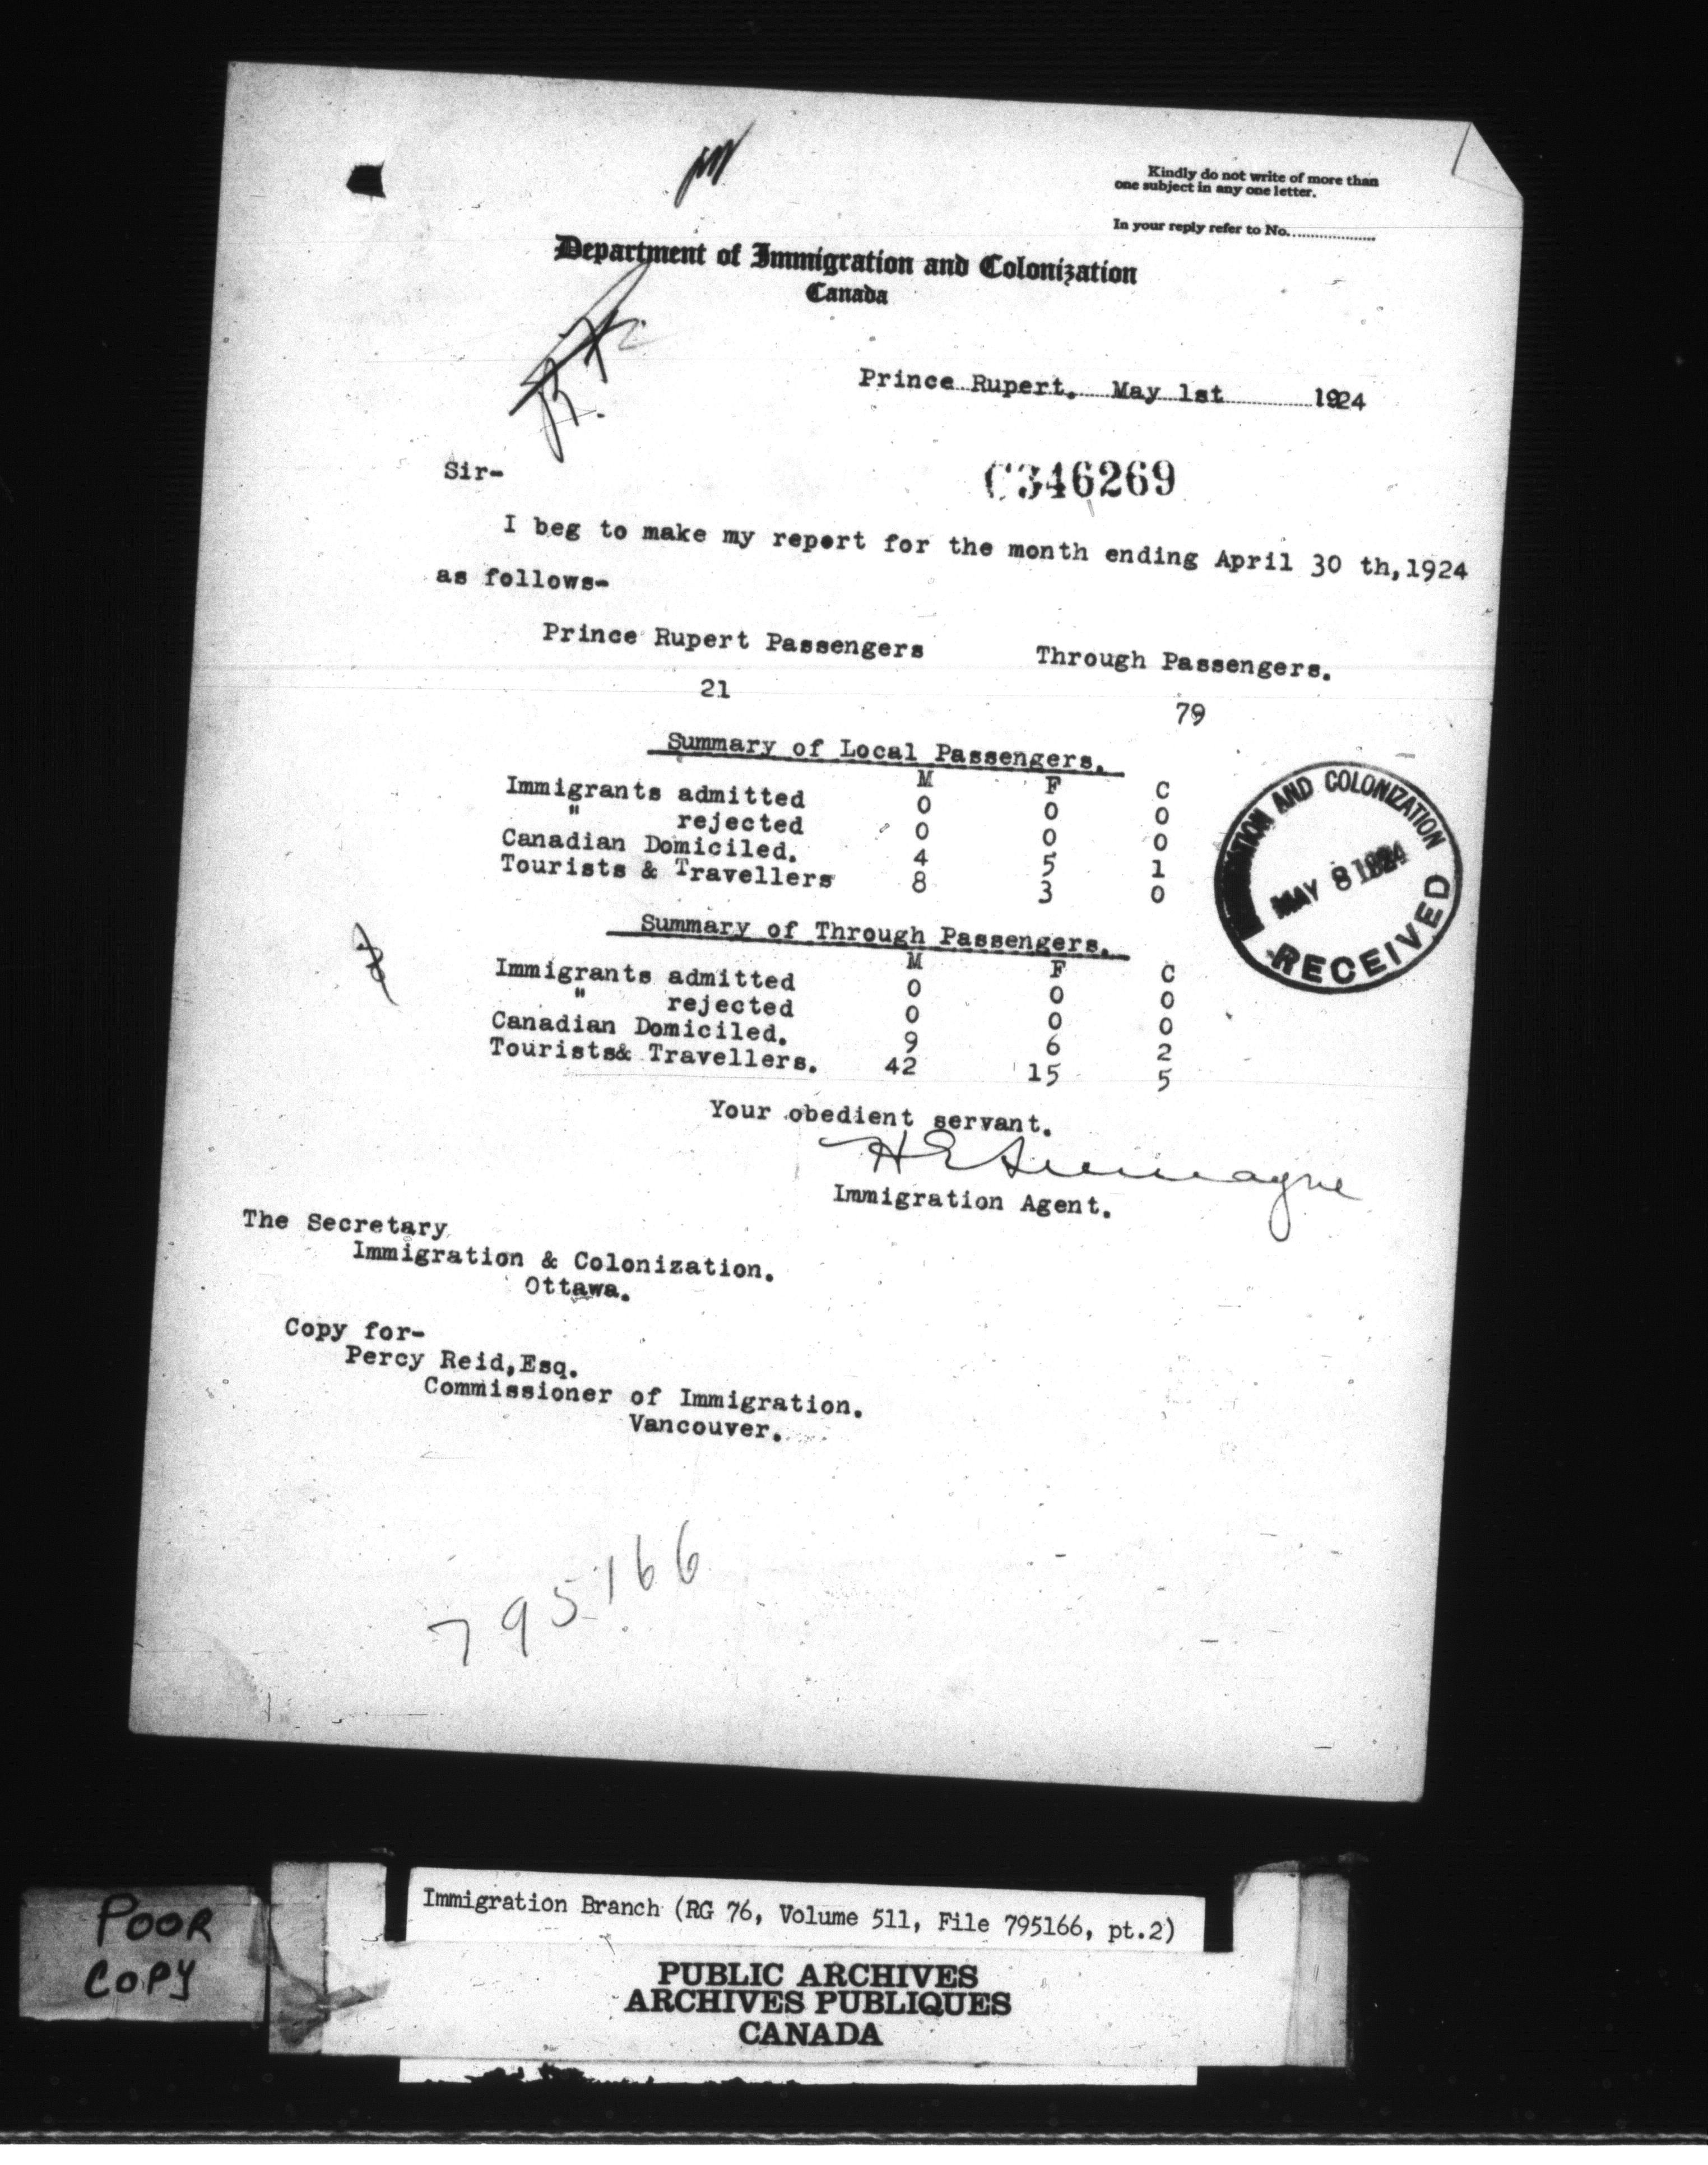 Kindly do not write of more than
one subject in any one letter.
In your reply refer to No....................
Department of Immigration and Colonization
Canada
Prince Rupert. May 1st 1924
Sir-
C346269
I beg to make my report for the month ending April 30 th,1924
as follows-
Prince Rupert Passengers Through Passengers.
21 79
Summary of Local Passengers.
M F C
Immigrants admitted 0 0 0
" rejected 0 0 0
Canadian Domiciled. 4 5 1
Tourists & Travellers 8 3 0
AND COLONIZATION
MAY 8 1924
RECEIVED
Summary of Through Passengers.
M F C
Immigrants admitted 0 0 0
" rejected 0 0 0
Canadian Domiciled. 9 6 2
Tourists& Travellers. 42 15 5
Your obedient servant.
Immigration Agent.
The Secretary
Immigration & Colonization.
Ottawa.
Copy for-
Percy Reid,Esq.
Commissioner of Immigration.
Vancouver.
795166
POOR
COPY
Immigration Branch (RG 76, Volume 511, File 795166, pt.2)
PUBLIC ARCHIVES
ARCHIVES PUBLIQUES
CANADA